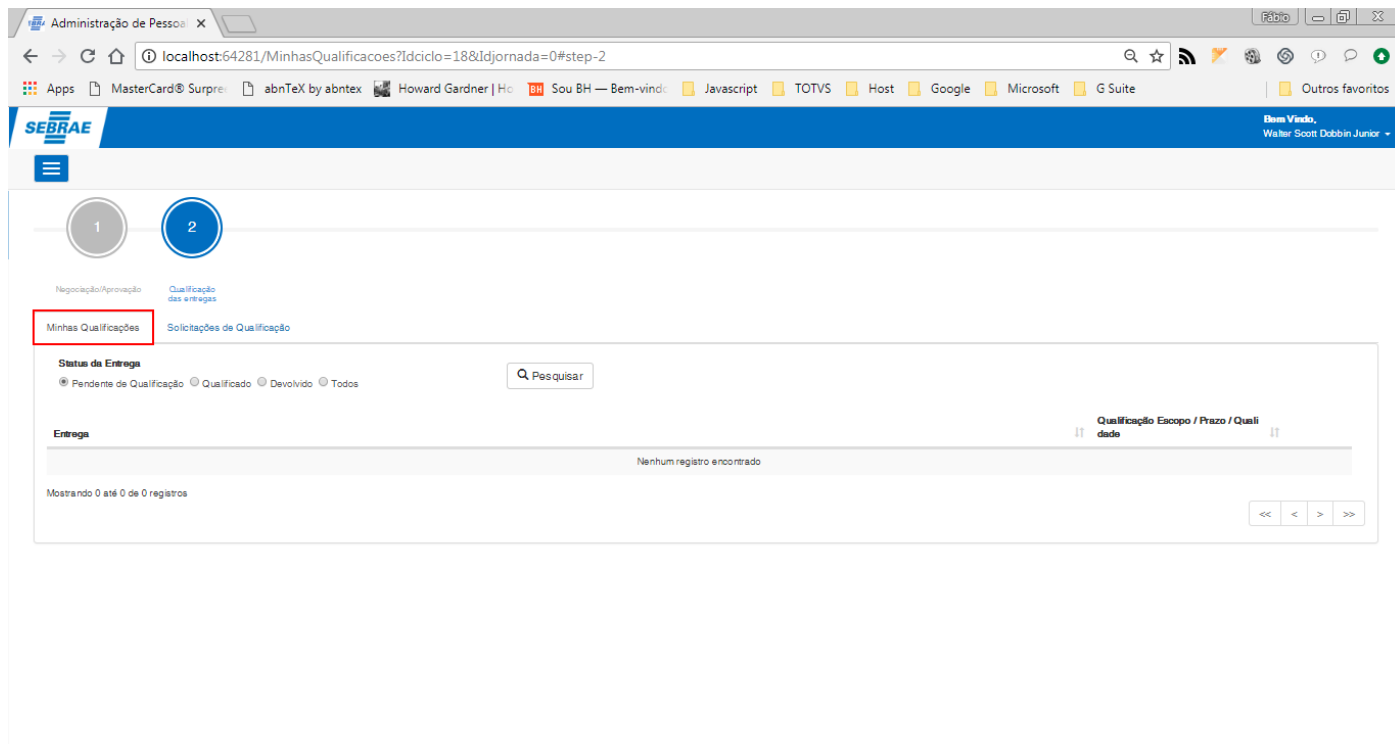 Administração de Pessoa
Fábio
localhost:64281/MinhasQualificacoes?Idciclo=18&Idjornada=0#step-2
Apps MasterCard® Surpre abnTeX by abntex Howard Gardner | Ho BH Sou BH — Bem-vindo Javascript TOTVS Host Google Microsoft G Suite Outros favoritos
SEBRAE
Bem Vindo,
Walter Scott Dobbin Junior
1 2
Negociação/Aprovação Qualificação
das entregas
Minhas Qualificações Solicitações de Qualificação
Status da Entrega
Pendente de Qualificação Qualificado Devolvido Todos Pesquisar
Entrega Qualificação Escopo / Prazo / Quali
dade
Nenhum registro encontrado
Mostrando 0 até 0 de 0 registros
<< < > >>